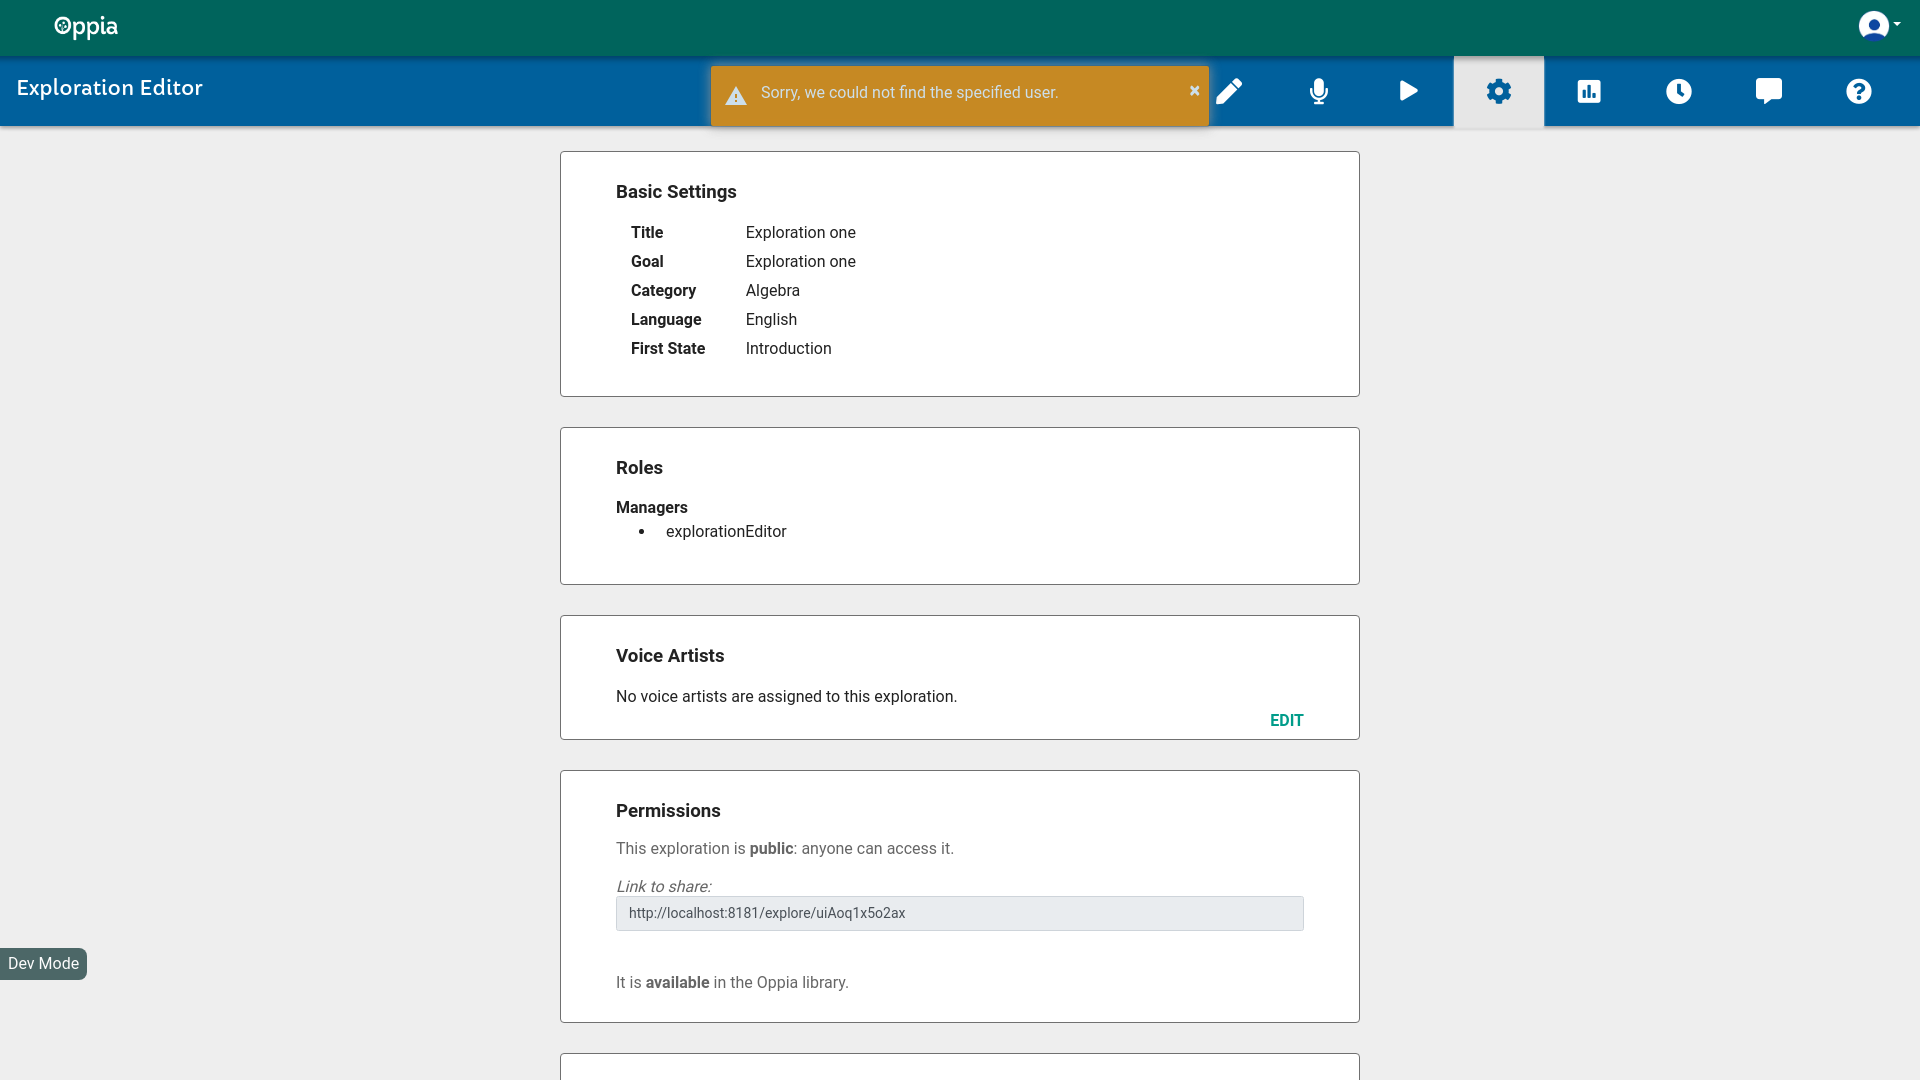 Oppia
Exploration Editor
Sorry, we could not find the specified user.
×
Basic Settings
Title Exploration one
Goal Exploration one
Category Algebra
Language English
First State Introduction
Roles
Managers
• explorationEditor
Voice Artists
No voice artists are assigned to this exploration.
EDIT
Permissions
This exploration is public: anyone can access it.
Link to share:
http://localhost:8181/explore/uiAoq1x5o2ax
Dev Mode
It is available in the Oppia library.